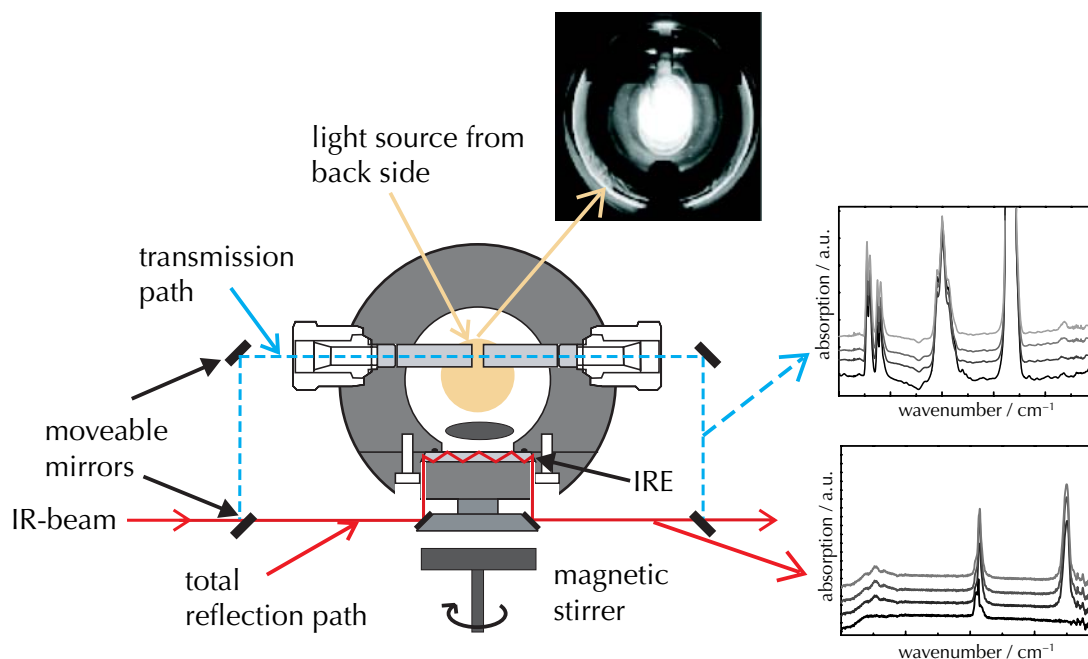 light source from
back side
transmission
path
moveable
mirrors
IR-beam
total
reflection path
IRE
magnetic
stirrer
absorption / a.u.
wavenumber / cm⁻¹
absorption / a.u.
wavenumber / cm⁻¹